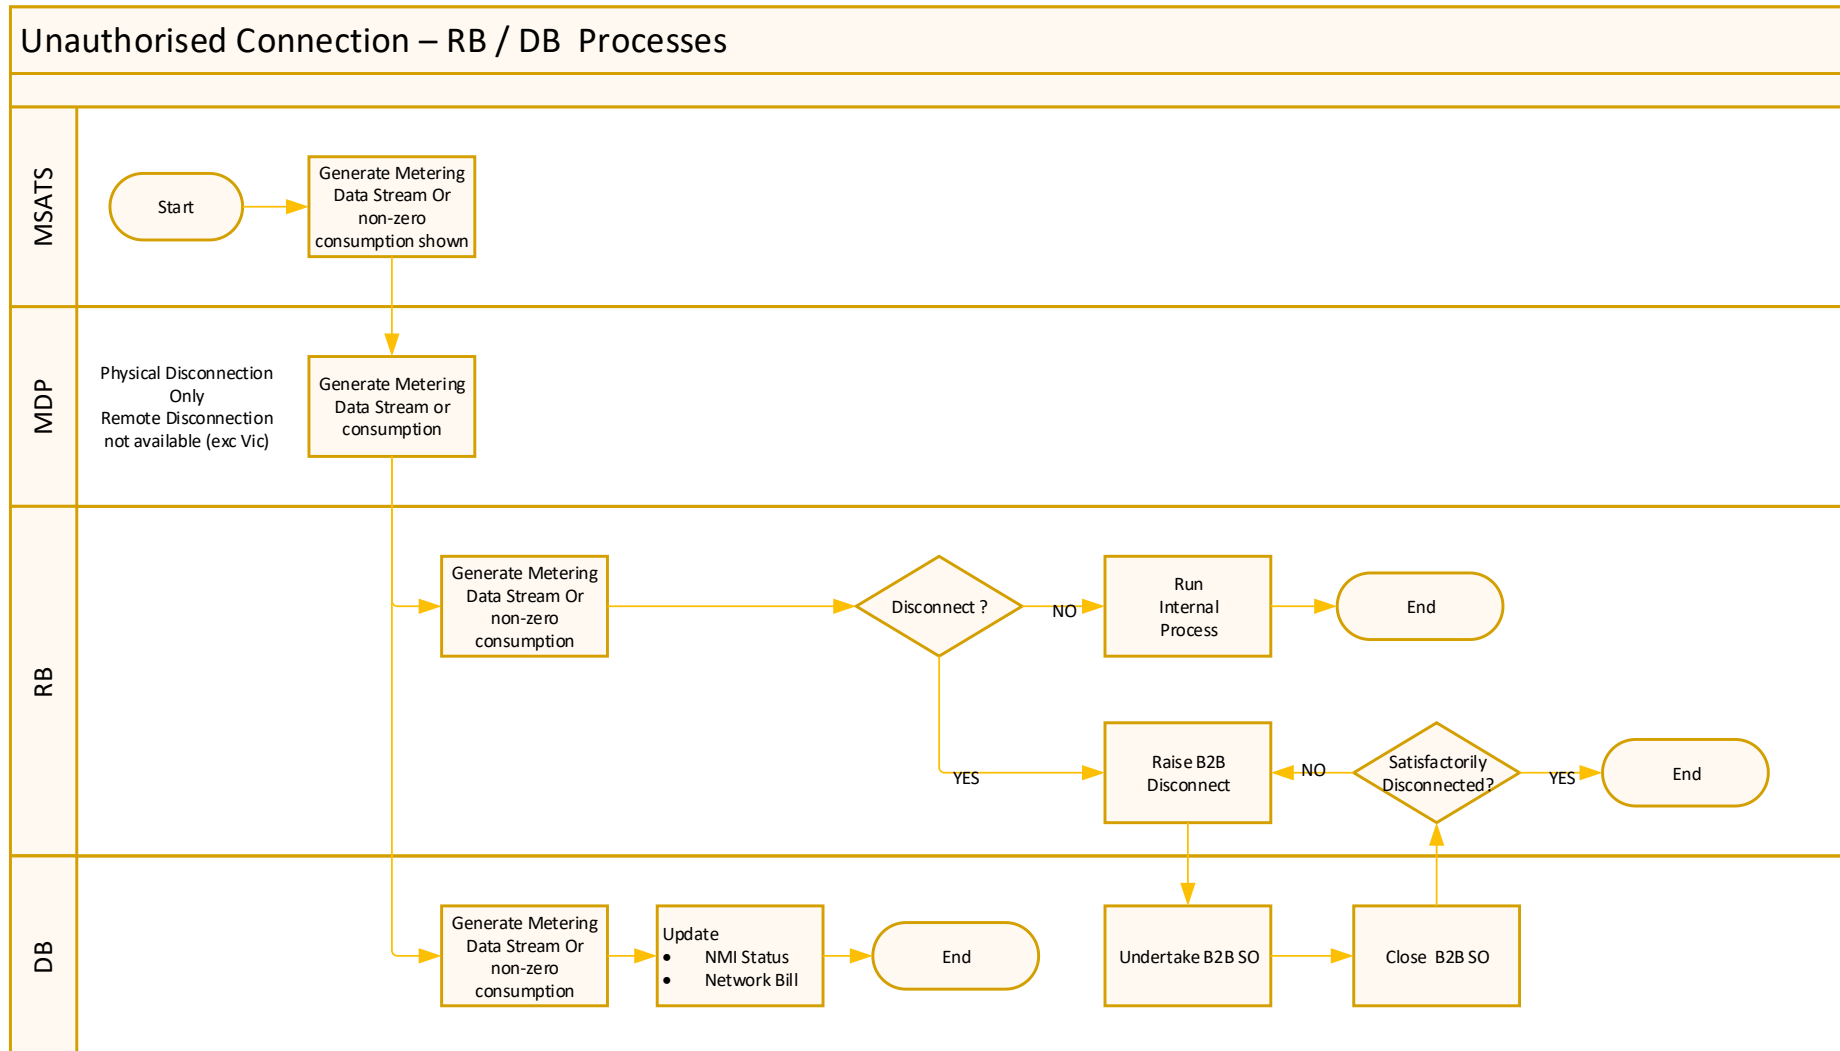 Unauthorised Connection – RB / DB Processes
MSATS
Start
Generate Metering
Data Stream Or
non-zero
consumption shown
MDP
Physical Disconnection
Only
Remote Disconnection
not available (exc Vic)
Generate Metering
Data Stream or
consumption
RB
Generate Metering
Data Stream Or
non-zero
consumption
Disconnect ?
NO
Run
Internal
Process
End
YES
Raise B2B
Disconnect
NO
Satisfactorily
Disconnected?
YES
End
DB
Generate Metering
Data Stream Or
non-zero
consumption
Update
• NMI Status
• Network Bill
End
Undertake B2B SO
Close B2B SO